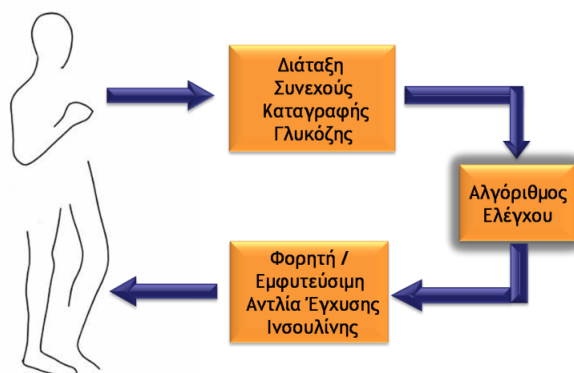 Διάταξη
Συνεχούς
Καταγραφής
Γλυκόζης
Αλγόριθμος
Ελέγχου
Φορητή /
Εμφυτεύσιμη
Αντλία Έγχυσης
Ινσουλίνης